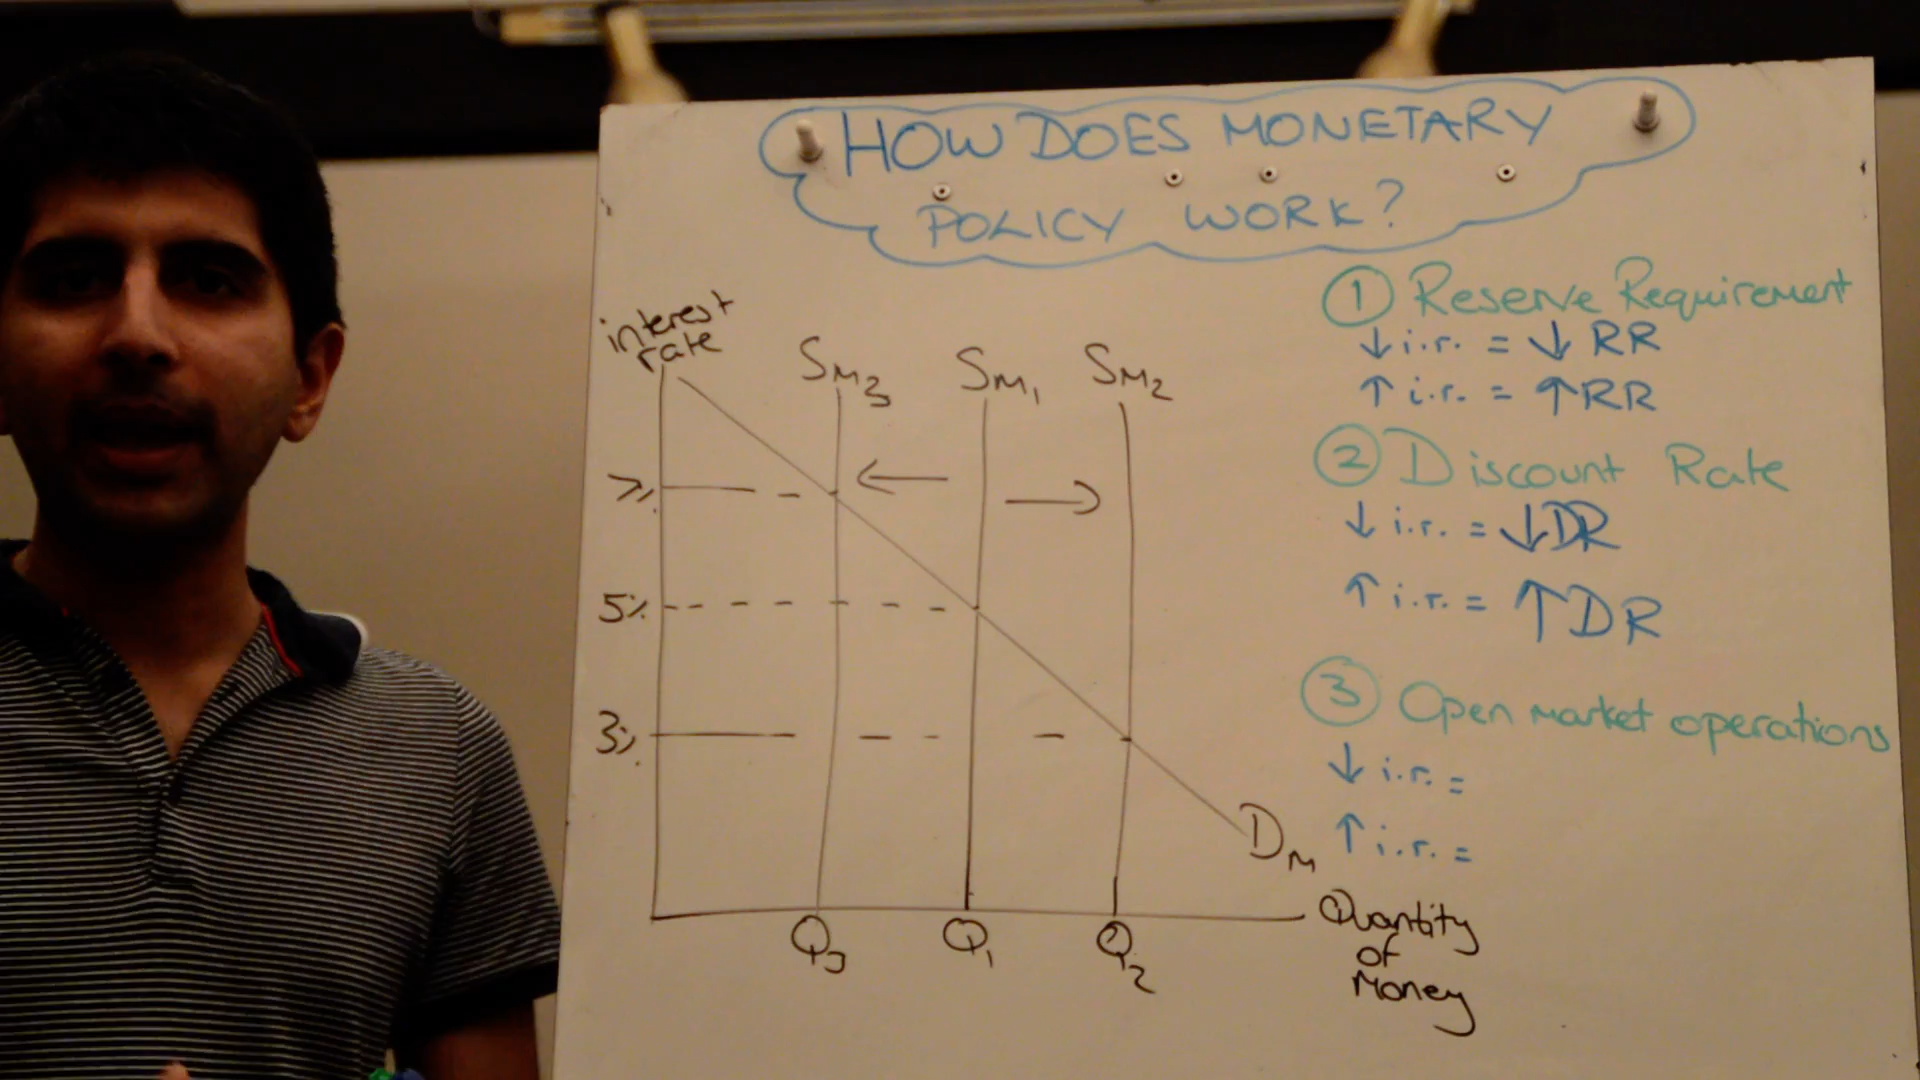 HOW DOES MONETARY
POLICY WORK?
interest
rate
SM3
SM1
SM2
7%
5%
3%
DM
Q3
Q1
Q2
Quantity
of
Money
① Reserve Requirement
↓ i.r. = ↓ RR
↑ i.r. = ↑ RR
② Discount Rate
↓ i.r. = ↓ DR
↑ i.r. = ↑ DR
③ Open market operations
↓ i.r. =
↑ i.r. =